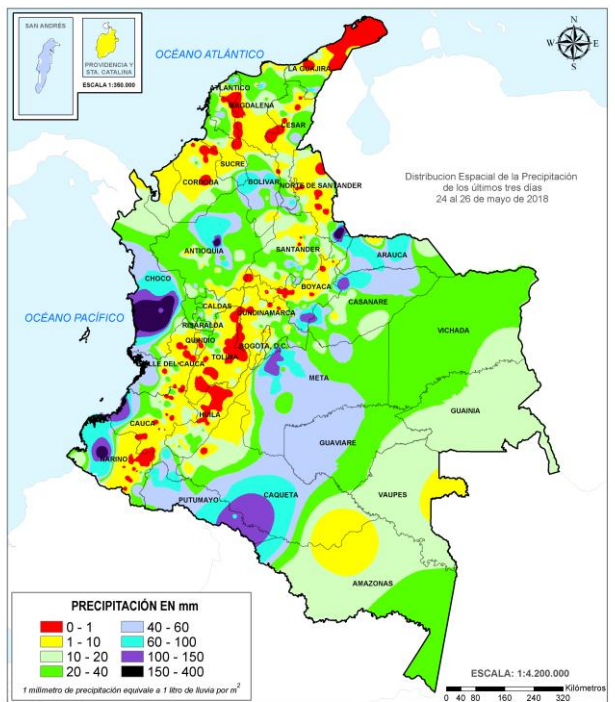 SAN ANDRÉS
PROVIDENCIA Y
STA. CATALINA
ESCALA 1:350.000
OCÉANO ATLÁNTICO
N
W
E
S
LA GUAJIRA
ATLANTICO
MAGDALENA
CESAR
Distribucion Espacial de la Precipitación
de los últimos tres días
24 al 26 de mayo de 2018
SUCRE
CORDOBA
BOLIVAR
NORTE DE SANTANDER
ANTIOQUIA
SANTANDER
ARAUCA
CHOCO
BOYACA
CASANARE
OCÉANO PACÍFICO
CALDAS
CUNDINAMARCA
VICHADA
RISARALDA
QUINDIO
BOGOTA, D.C.
TOLIMA
VALLE DEL CAUCA
META
GUAINIA
HUILA
CAUCA
GUAVIARE
NARIÑO
PUTUMAYO
CAQUETA
VAUPES
AMAZONAS
PRECIPITACIÓN EN mm
0 - 1
40 - 60
1 - 10
60 - 100
10 - 20
100 - 150
20 - 40
150 - 400
1 milimetro de precipitación equivale a 1 litro de lluvia por m2
ESCALA: 1:4.200.000
Kilómetros
0 40 80 160 240 320